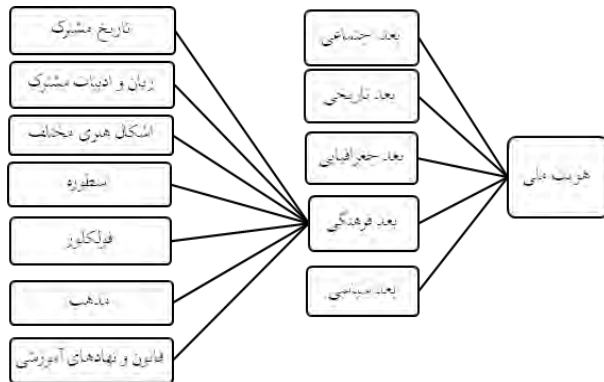 هویت ملی
بعد اجتماعی
بعد تاریخی
بعد جغرافیایی
بعد فرهنگی
بعد سیاسی
تاریخ مشترک
زبان و ادبیات مشترک
اشکال هنری مختلف
اسطوره
فولکلور
مذهب
قانون و نهادهای آموزشی